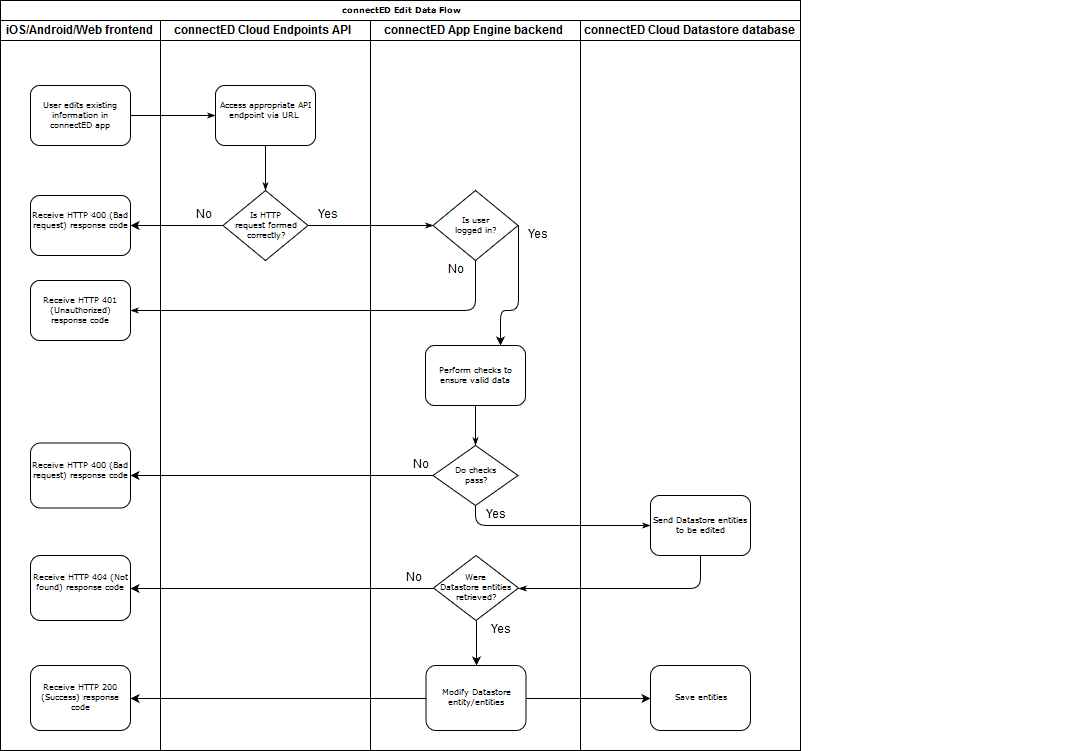 connectED Edit Data Flow
iOS/Android/Web frontend
connectED Cloud Endpoints API
connectED App Engine backend
connectED Cloud Datastore database
User edits existing
information in
connectED app
Access appropriate API
endpoint via URL
Receive HTTP 400 (Bad
request) response code
No
Is HTTP
request formed
correctly?
Yes
Is user
logged in?
Yes
No
Receive HTTP 401
(Unauthorized)
response code
Perform checks to
ensure valid data
Receive HTTP 400 (Bad
request) response code
No
Do checks
pass?
Yes
Send Datastore entities
to be edited
Receive HTTP 404 (Not
found) response code
No
Were
Datastore entities
retrieved?
Yes
Receive HTTP 200
(Success) response
code
Modify Datastore
entity/entities
Save entities